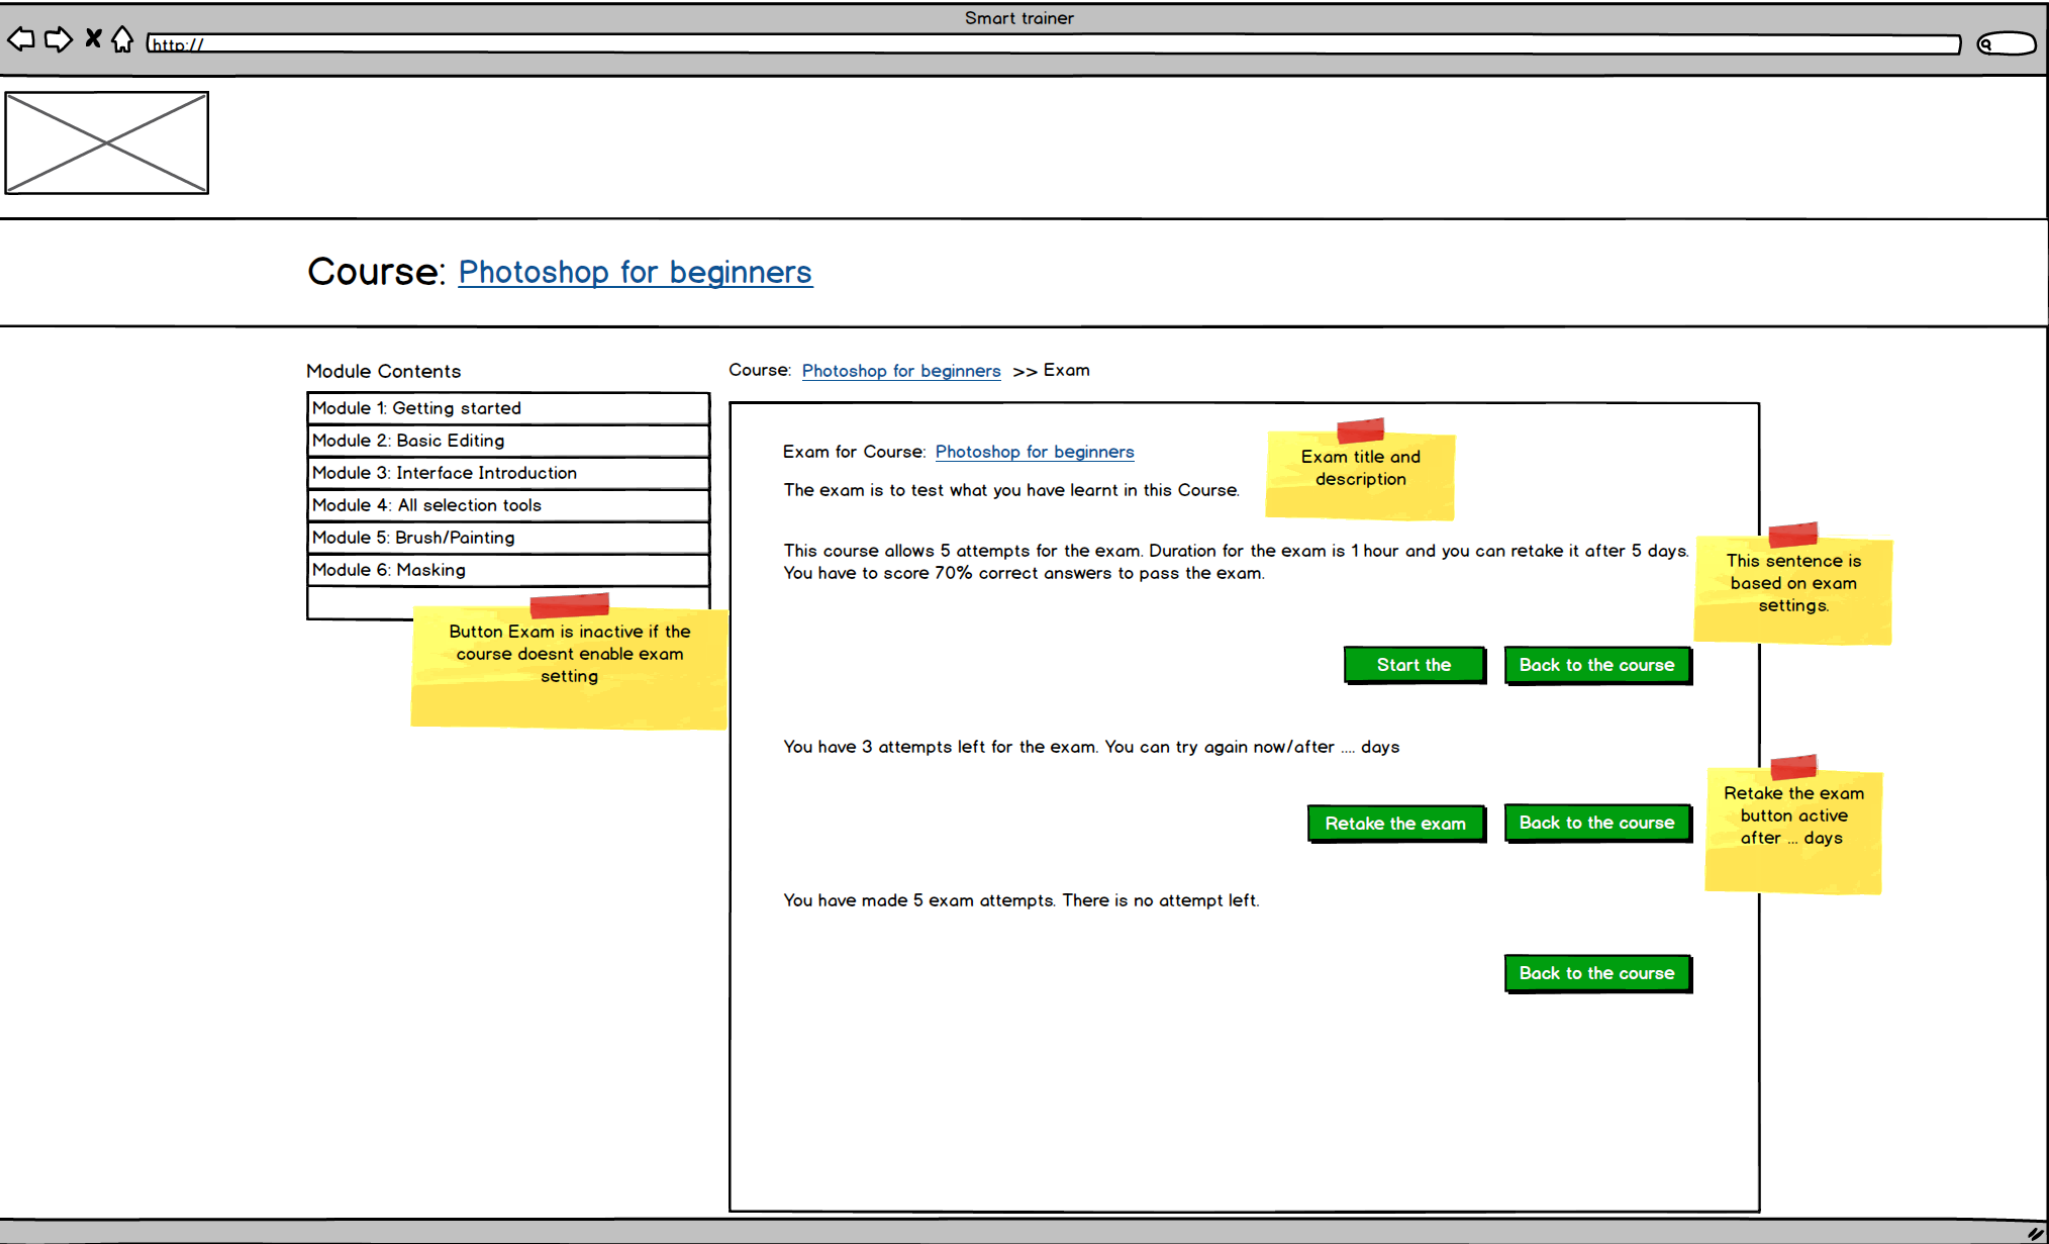 Smart trainer
http://
Course: Photoshop for beginners
Module Contents
Module 1: Getting started
Module 2: Basic Editing
Module 3: Interface Introduction
Module 4: All selection tools
Module 5: Brush/Painting
Module 6: Masking
Button Exam is inactive if the
course doesnt enable exam
setting
Course: Photoshop for beginners >> Exam
Exam for Course: Photoshop for beginners
The exam is to test what you have learnt in this Course.
Exam title and
description
This course allows 5 attempts for the exam. Duration for the exam is 1 hour and you can retake it after 5 days.
You have to score 70% correct answers to pass the exam.
This sentence is
based on exam
settings.
Start the
Back to the course
You have 3 attempts left for the exam. You can try again now/after .... days
Retake the exam
Back to the course
Retake the exam
button active
after ... days
You have made 5 exam attempts. There is no attempt left.
Back to the course